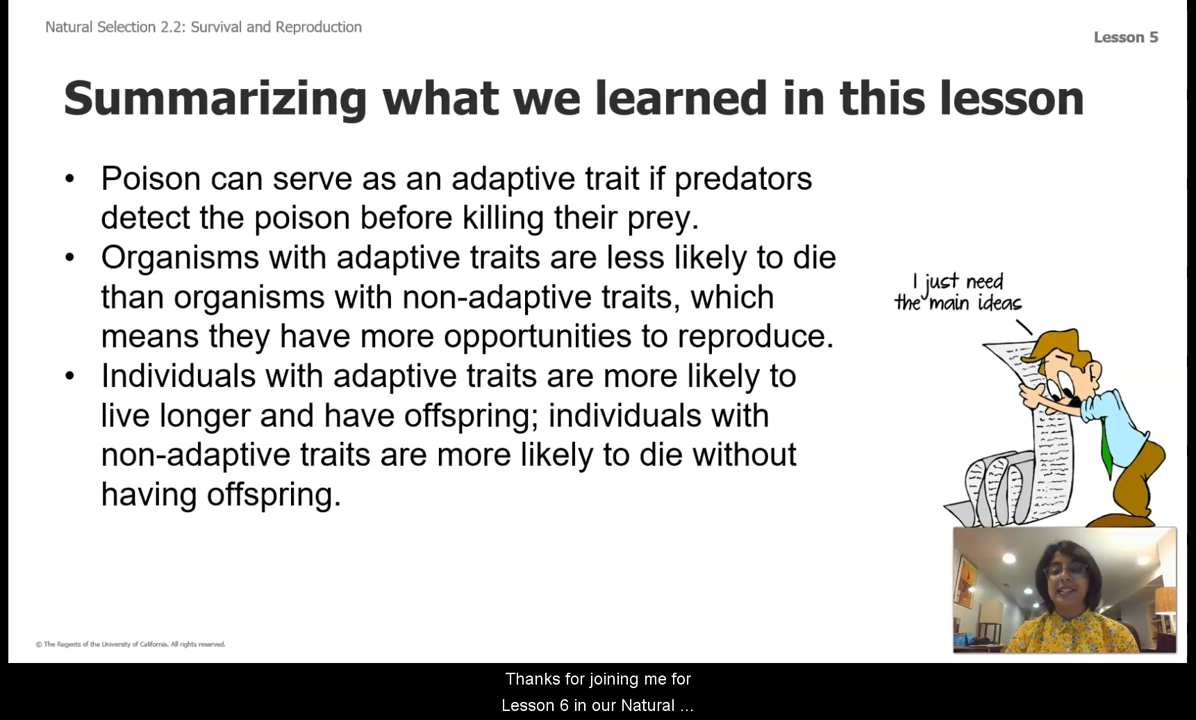 Natural Selection 2.2: Survival and Reproduction
Lesson 5
Summarizing what we learned in this lesson
• Poison can serve as an adaptive trait if predators
detect the poison before killing their prey.
• Organisms with adaptive traits are less likely to die
than organisms with non-adaptive traits, which
means they have more opportunities to reproduce.
• Individuals with adaptive traits are more likely to
live longer and have offspring; individuals with
non-adaptive traits are more likely to die without
having offspring.
I just need
the main ideas
© The Regents of the University of California. All rights reserved.
Thanks for joining me for
Lesson 6 in our Natural ...